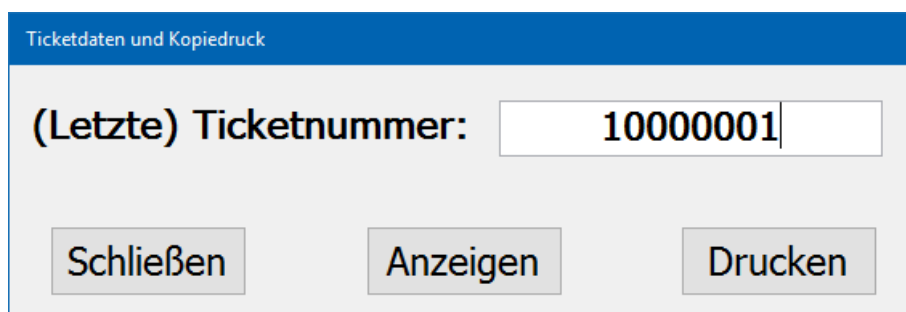 Ticketdaten und Kopiedruck
(Letzte) Ticketnummer: 10000001
Schließen Anzeigen Drucken